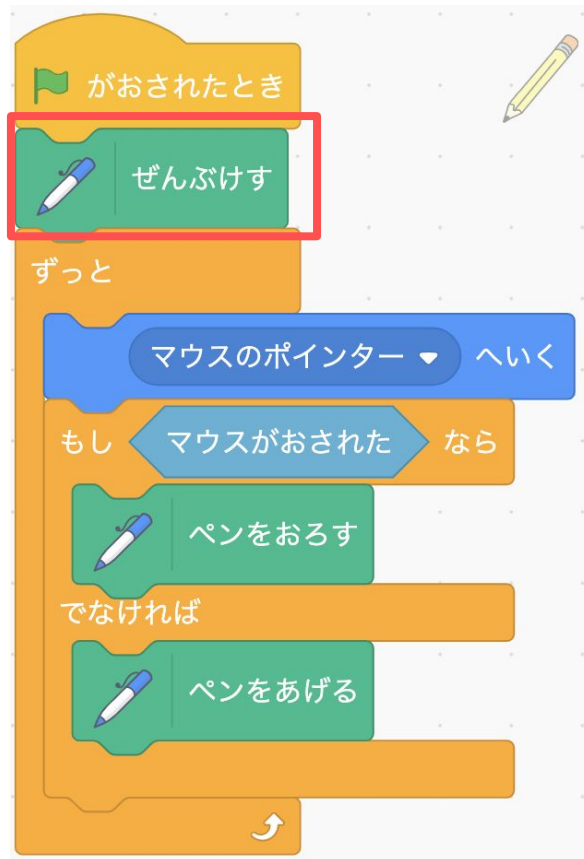 がおされたとき
ぜんぶけす
ずっと
マウスのポインター へいく
もし マウスがおされた なら
ペンをおろす
でなければ
ペンをあげる